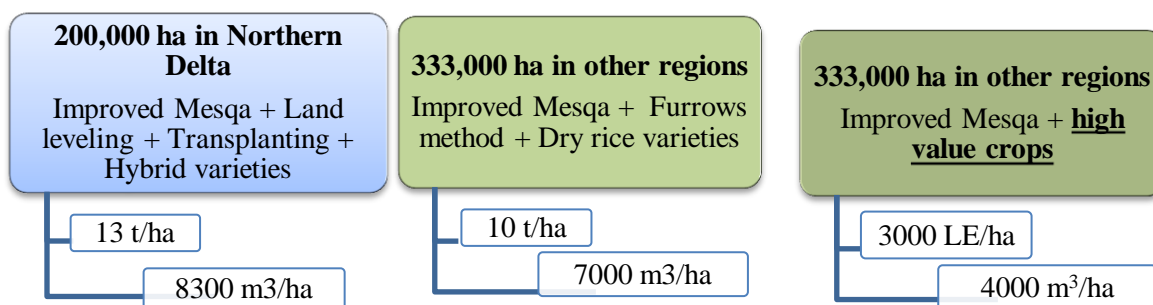 200,000 ha in Northern
Delta
Improved Mesqa + Land
leveling + Transplanting +
Hybrid varieties
13 t/ha
8300 m3/ha
333,000 ha in other regions
Improved Mesqa + Furrows
method + Dry rice varieties
10 t/ha
7000 m3/ha
333,000 ha in other regions
Improved Mesqa + high
value crops
3000 LE/ha
4000 m³/ha